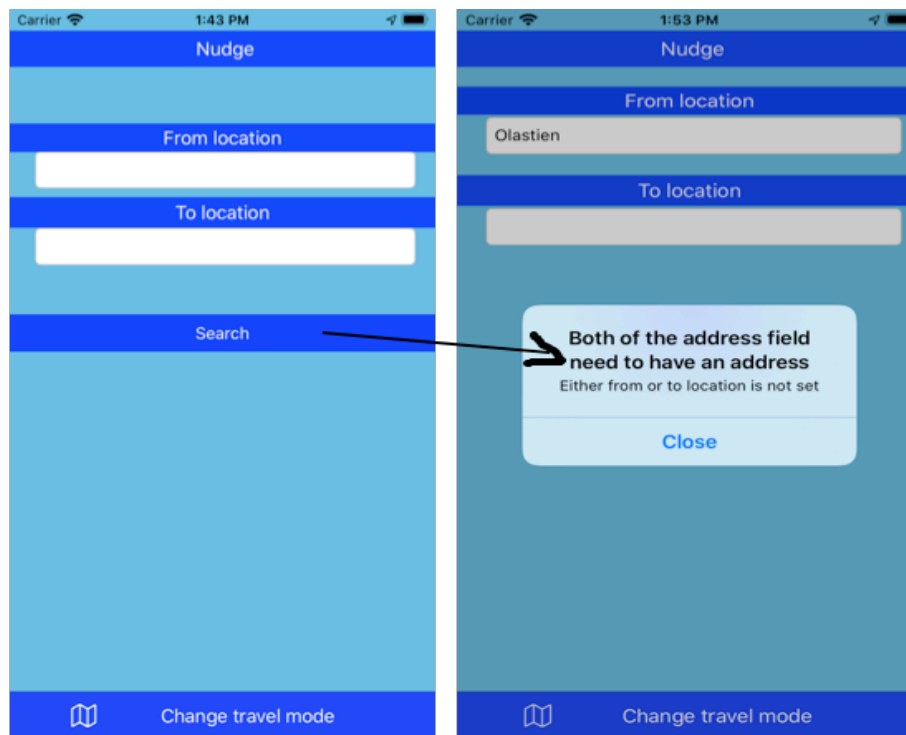 Carrier 1:43 PM
Nudge
From location
To location
Search
Change travel mode
Carrier 1:53 PM
Nudge
From location
Olastien
To location
Both of the address field
need to have an address
Either from or to location is not set
Close
Change travel mode